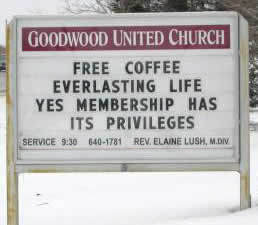 GOODWOOD UNITED CHURCH
FREE COFFEE
EVERLASTING LIFE
YES MEMBERSHIP HAS
ITS PRIVILEGES
SERVICE 9:30 640-1781 REV. ELAINE LUSH, M.DIV.